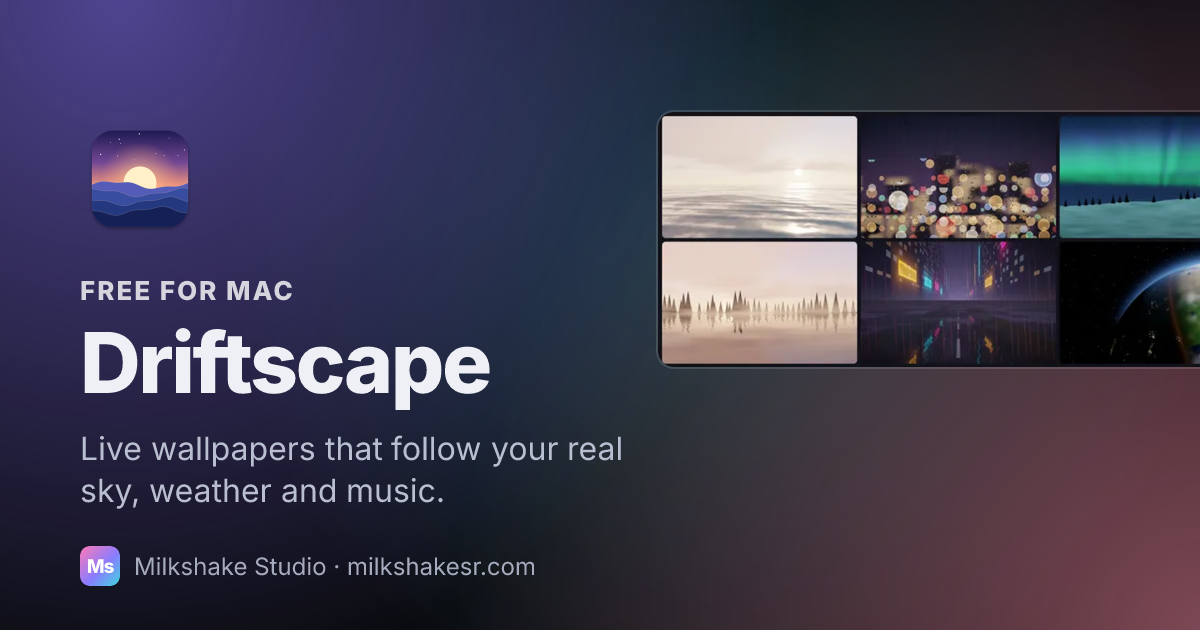 FREE FOR MAC
Driftscape
Live wallpapers that follow your real
sky, weather and music.
Ms Milkshake Studio · milkshakesr.com